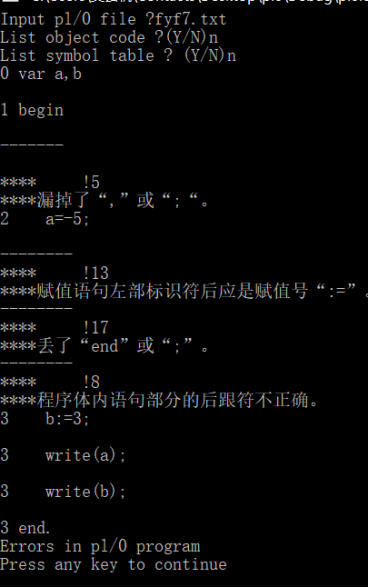 Input pl/0 file ?fyf7.txt
List object code ?(Y/N)n
List symbol table ? (Y/N)n
0 var a,b
1 begin
-------
****     !5
****漏掉了“,”或“;“。
2   a=-5;
--------
****     !13
****赋值语句左部标识符后应是赋值号“:=”。
--------
****     !17
****丢了“end”或“;”。
--------
****     !8
****程序体内语句部分的后跟符不正确。
3   b:=3;
3   write(a);
3   write(b);
3 end.
Errors in pl/0 program
Press any key to continue